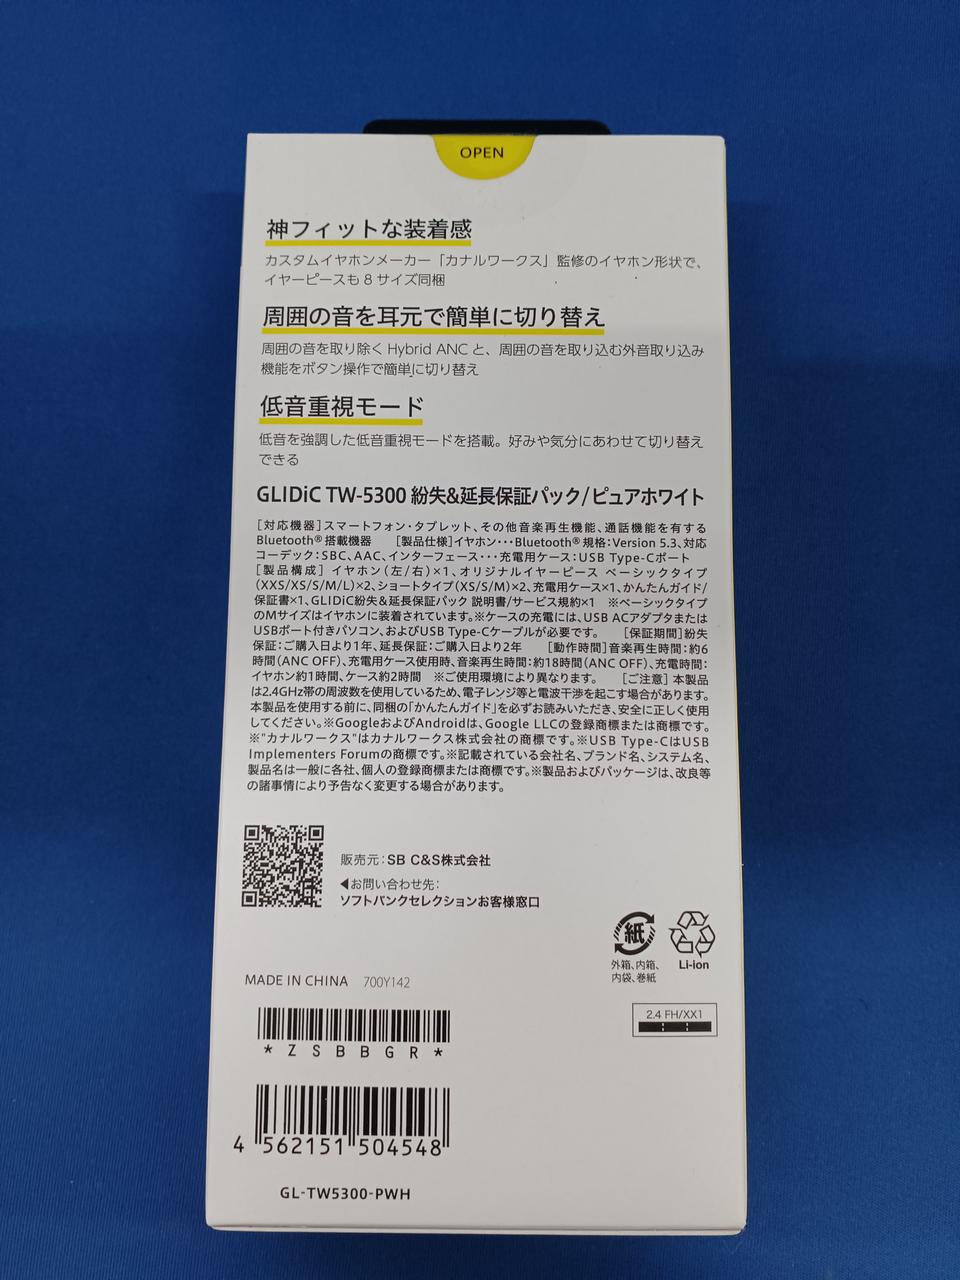 OPEN
神フィットな装着感
カスタムイヤホンメーカー「カナルワークス」監修のイヤホン形状で、
イヤーピースも 8 サイズ同梱
周囲の音を耳元で簡単に切り替え
周囲の音を取り除く Hybrid ANC と、周囲の音を取り込む外音取り込み
機能をボタン操作で簡単に切り替え
低音重視モード
低音を強調した低音重視モードを搭載。好みや気分にあわせて切り替え
できる
GLIDiC TW-5300 紛失&延長保証パック/ピュアホワイト
[対応機器]スマートフォン・タブレット、その他音楽再生機能、通話機能を有する
Bluetooth®搭載機器 [製品仕様]イヤホン･･･Bluetooth®規格:Version 5.3、対応
コーデック:SBC、AAC、インターフェース･･･充電用ケース:USB Type-Cポート
[製品構成] イヤホン(左/右)×1、オリジナルイヤーピース ベーシックタイプ
(XXS/XS/S/M/L)×2、ショートタイプ(XS/S/M)×2、充電用ケース×1、かんたんガイド/
保証書×1、GLIDiC紛失&延長保証パック 説明書/サービス規約×1 ※ベーシックタイプ
のMサイズはイヤホンに装着されています。※ケースの充電には、USB ACアダプタまたは
USBポート付きパソコン、およびUSB Type-Cケーブルが必要です。 [保証期間]紛失
保証:ご購入日より1年、延長保証:ご購入日より2年 [動作時間]音楽再生時間:約6
時間(ANC OFF)、充電用ケース使用時、音楽再生時間:約18時間(ANC OFF)、充電時間:
イヤホン約1時間、ケース約2時間 ※ご使用環境により異なります。 [ご注意] 本製品
は2.4GHz帯の周波数を使用しているため、電子レンジ等と電波干渉を起こす場合があります。
本製品を使用する前に、同梱の「かんたんガイド」を必ずお読みいただき、安全に正しく使用
してください。※GoogleおよびAndroidは、Google LLCの登録商標または商標です。
※"カナルワークス"はカナルワークス株式会社の商標です。※USB Type-CはUSB
Implementers Forumの商標です。※記載されている会社名、ブランド名、システム名、
製品名は一般に各社、個人の登録商標または商標です。※製品およびパッケージは、改良等
の諸事情により予告なく変更する場合があります。
販売元:SB C&S株式会社
◀お問い合わせ先:
ソフトバンクセレクションお客様窓口
紙
外箱、内箱、
内袋、巻紙
Li-ion
MADE IN CHINA 700Y142
2.4 FH/XX1
*ZSBBGR*
4 562151 504548
GL-TW5300-PWH